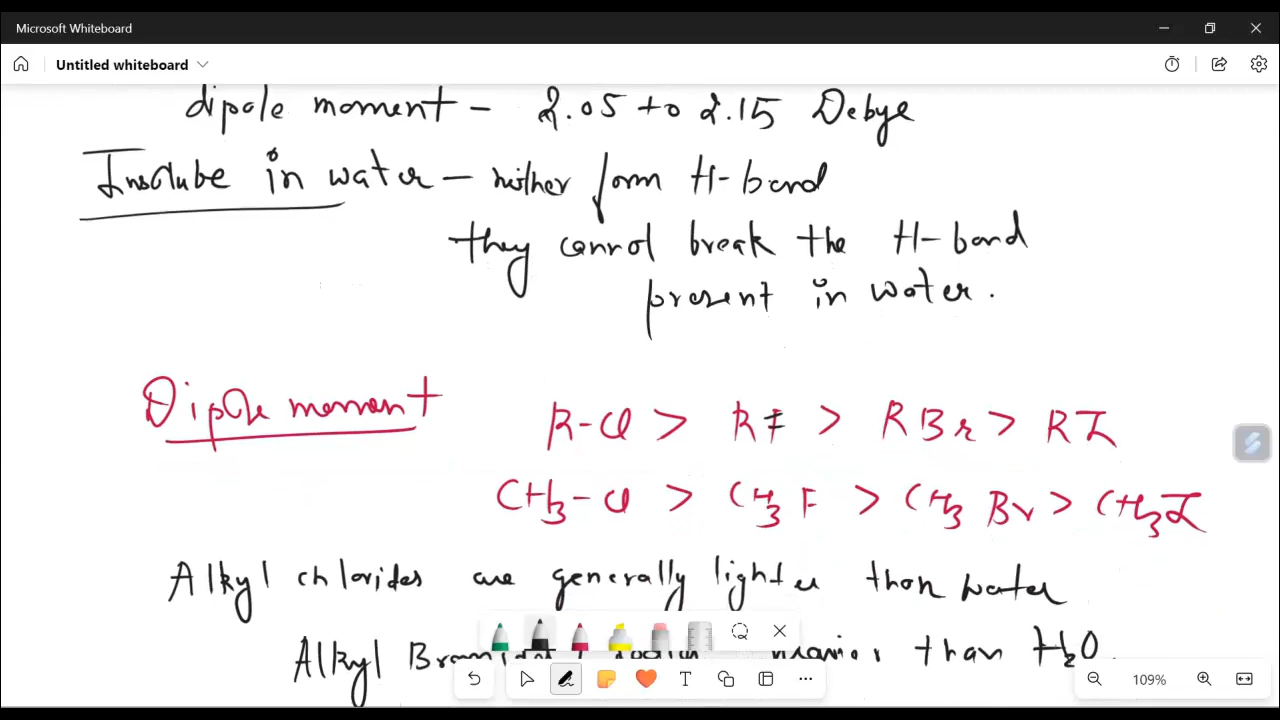 Microsoft Whiteboard
Untitled whiteboard
dipole moment - 2.05 to 2.15 Debye
Insolube in water - neither form H-bond
they cannot break the H-bond
present in water.
Dipole moment
R-Cl > RF > RBr > RI
CH3-Cl > CH3F > CH3Br > CH3I
Alkyl chlorides are generally lighter than water
Alkyl than H2O
109%